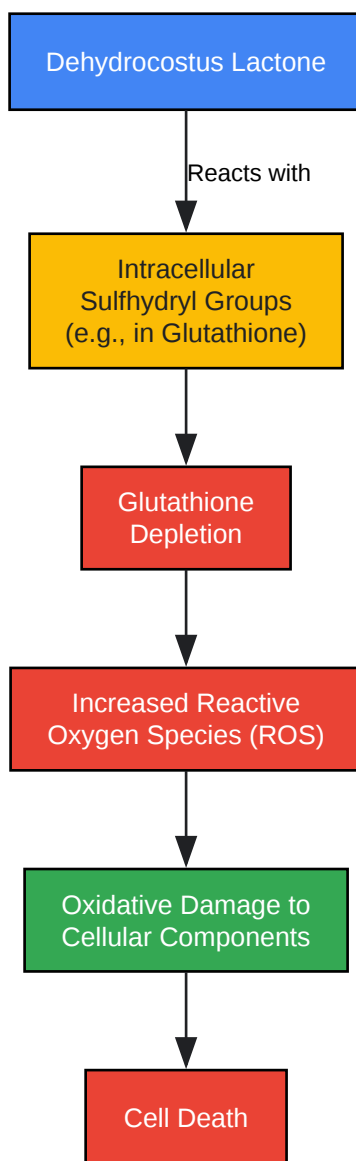 Dehydrocostus Lactone
Reacts with
Intracellular
Sulfhydryl Groups
(e.g., in Glutathione)
Glutathione
Depletion
Increased Reactive
Oxygen Species (ROS)
Oxidative Damage to
Cellular Components
Cell Death